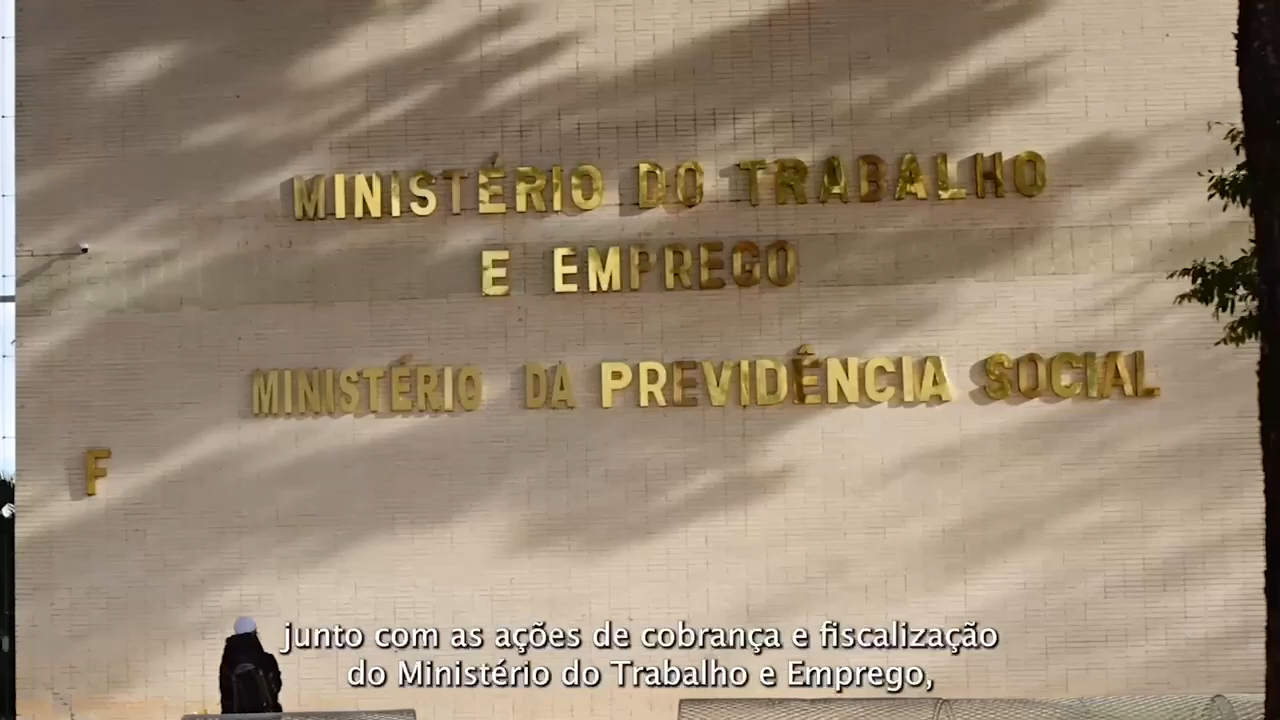 MINISTÉRIO DO TRABALHO
E EMPREGO
MINISTÉRIO DA PREVIDÊNCIA SOCIAL
F
junto com as ações de cobrança e fiscalização
do Ministério do Trabalho e Emprego,